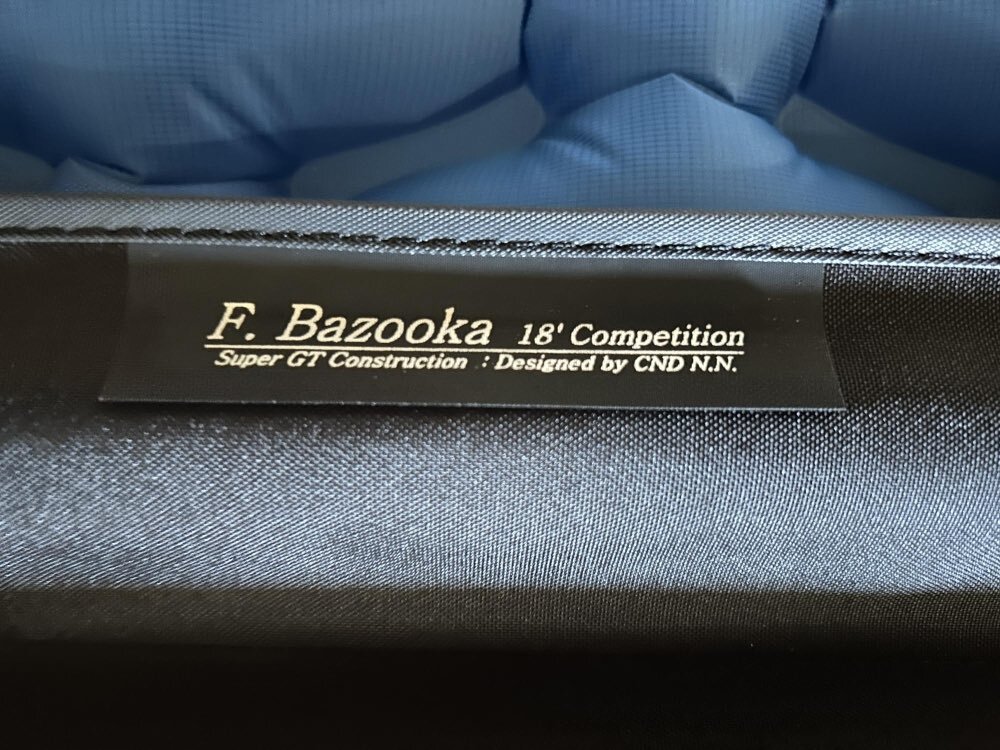 F. Bazooka 18' Competition
Super GT Construction : Designed by CND N.N.